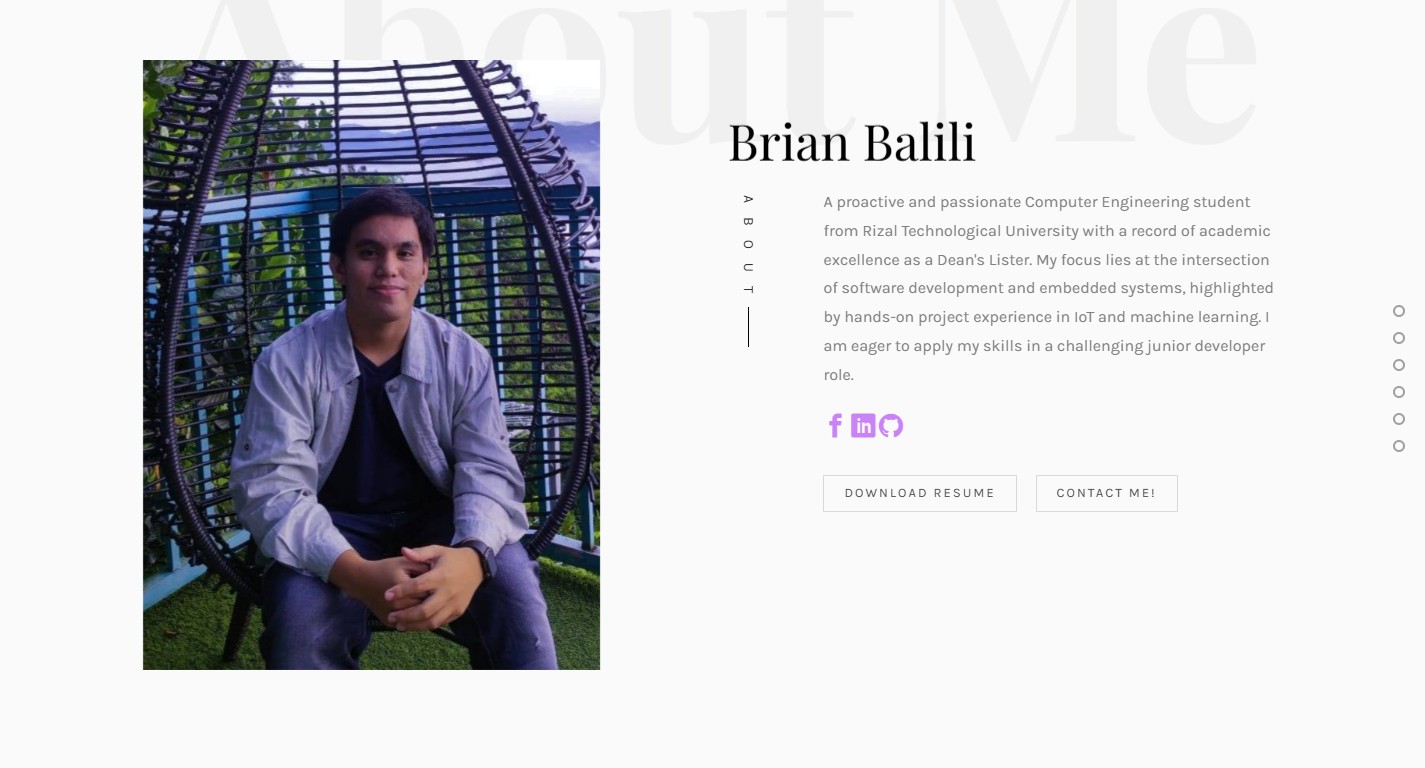 About Me
Brian Balili
ABOUT
A proactive and passionate Computer Engineering student
from Rizal Technological University with a record of academic
excellence as a Dean's Lister. My focus lies at the intersection
of software development and embedded systems, highlighted
by hands-on project experience in IoT and machine learning. I
am eager to apply my skills in a challenging junior developer
role.
f in
DOWNLOAD RESUME CONTACT ME!